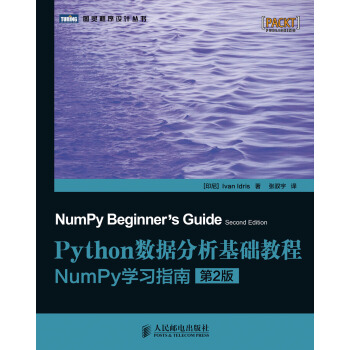 TURING
图灵程序设计丛书
[PACKT]
PUBLISHING
[印尼] Ivan Idris 著 张驭宇 译
NumPy Beginner's Guide Second Edition
Python数据分析基础教程
NumPy学习指南 第2版
人民邮电出版社
POSTS & TELECOM PRESS